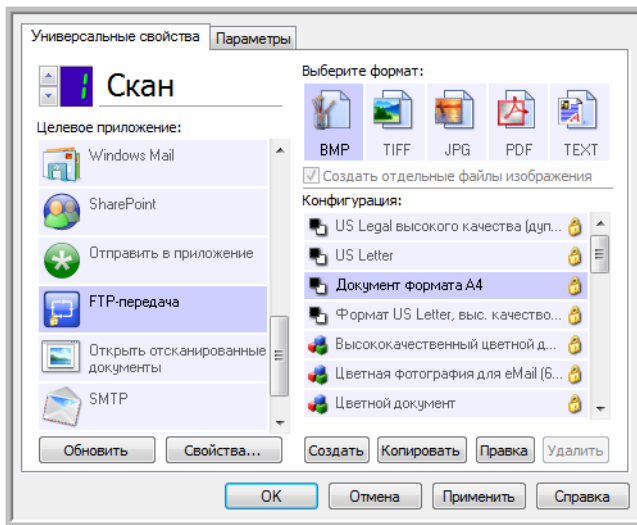 Универсальные свойства
Параметры
1
Скан
Целевое приложение:
Windows Mail
SharePoint
Отправить в приложение
FTP-передача
Открыть отсканированные
документы
SMTP
Обновить
Свойства...
Выберите формат:
BMP
TIFF
JPG
PDF
TEXT
Создать отдельные файлы изображения
Конфигурация:
US Legal высокого качества (дуп...
US Letter
Документ формата A4
Формат US Letter, выс. качество...
Высококачественный цветной д...
Цветная фотография для eMail (6...
Цветной документ
Создать
Копировать
Правка
Удалить
OK
Отмена
Применить
Справка